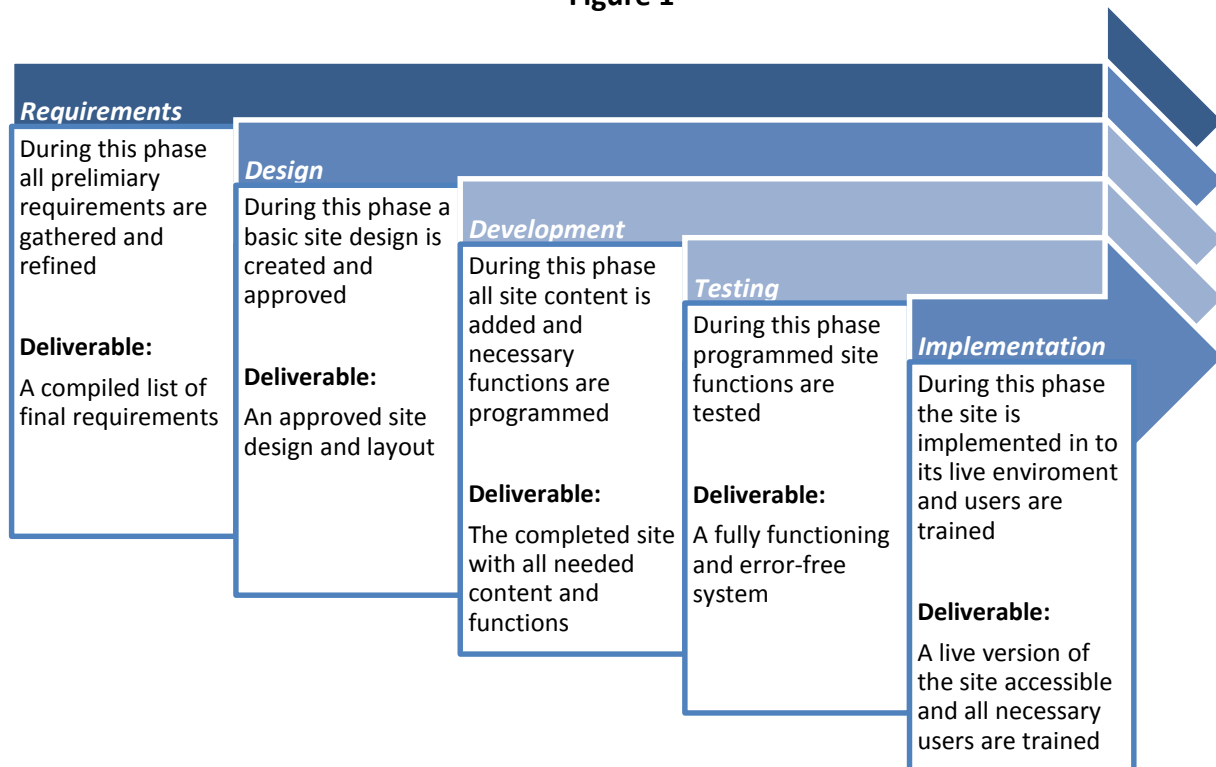 Figure 1
Requirements
During this phase
all prelimiary
requirements are
gathered and
refined
Deliverable:
A compiled list of
final requirements
Design
During this phase a
basic site design is
created and
approved
Deliverable:
An approved site
design and layout
Development
During this phase
all site content is
added and
necessary
functions are
programmed
Deliverable:
The completed site
with all needed
content and
functions
Testing
During this phase
programmed site
functions are
tested
Deliverable:
A fully functioning
and error-free
system
Implementation
During this phase
the site is
implemented in to
its live enviroment
and users are
trained
Deliverable:
A live version of
the site accessible
and all necessary
users are trained